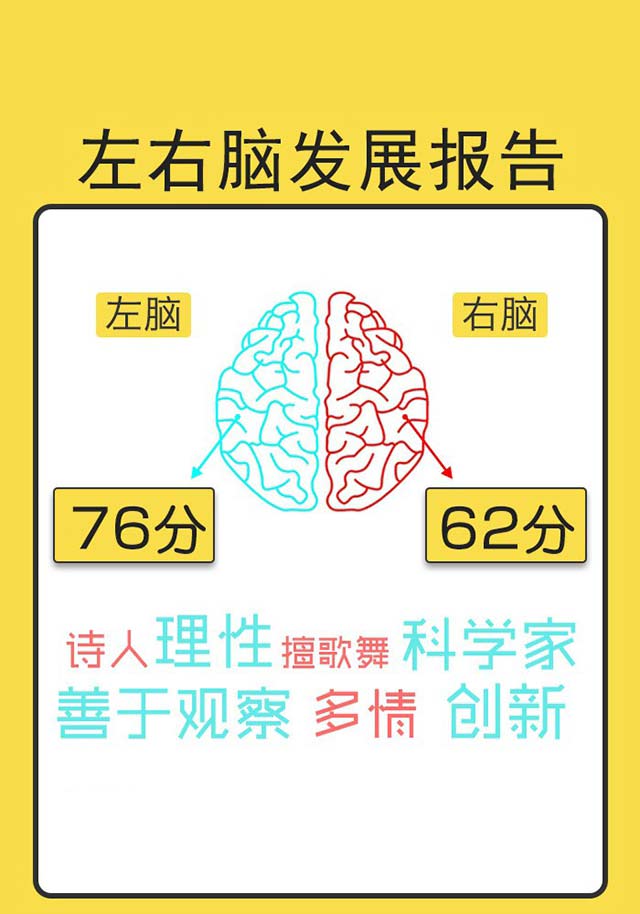 左右脑发展报告
左脑 右脑
76分 62分
诗人 理性 擅歌舞 科学家
善于观察 多情 创新